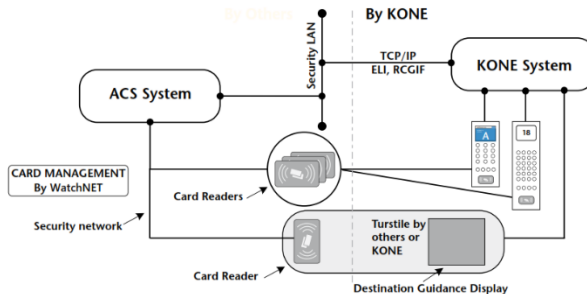 By Others
By KONE
Security LAN
TCP/IP
ELI, RCGIF
ACS System
KONE System
A
18
CARD MANAGEMENT
By WatchNET
Card Readers
Security network
Turstile by
others or
KONE
Card Reader
Destination Guidance Display